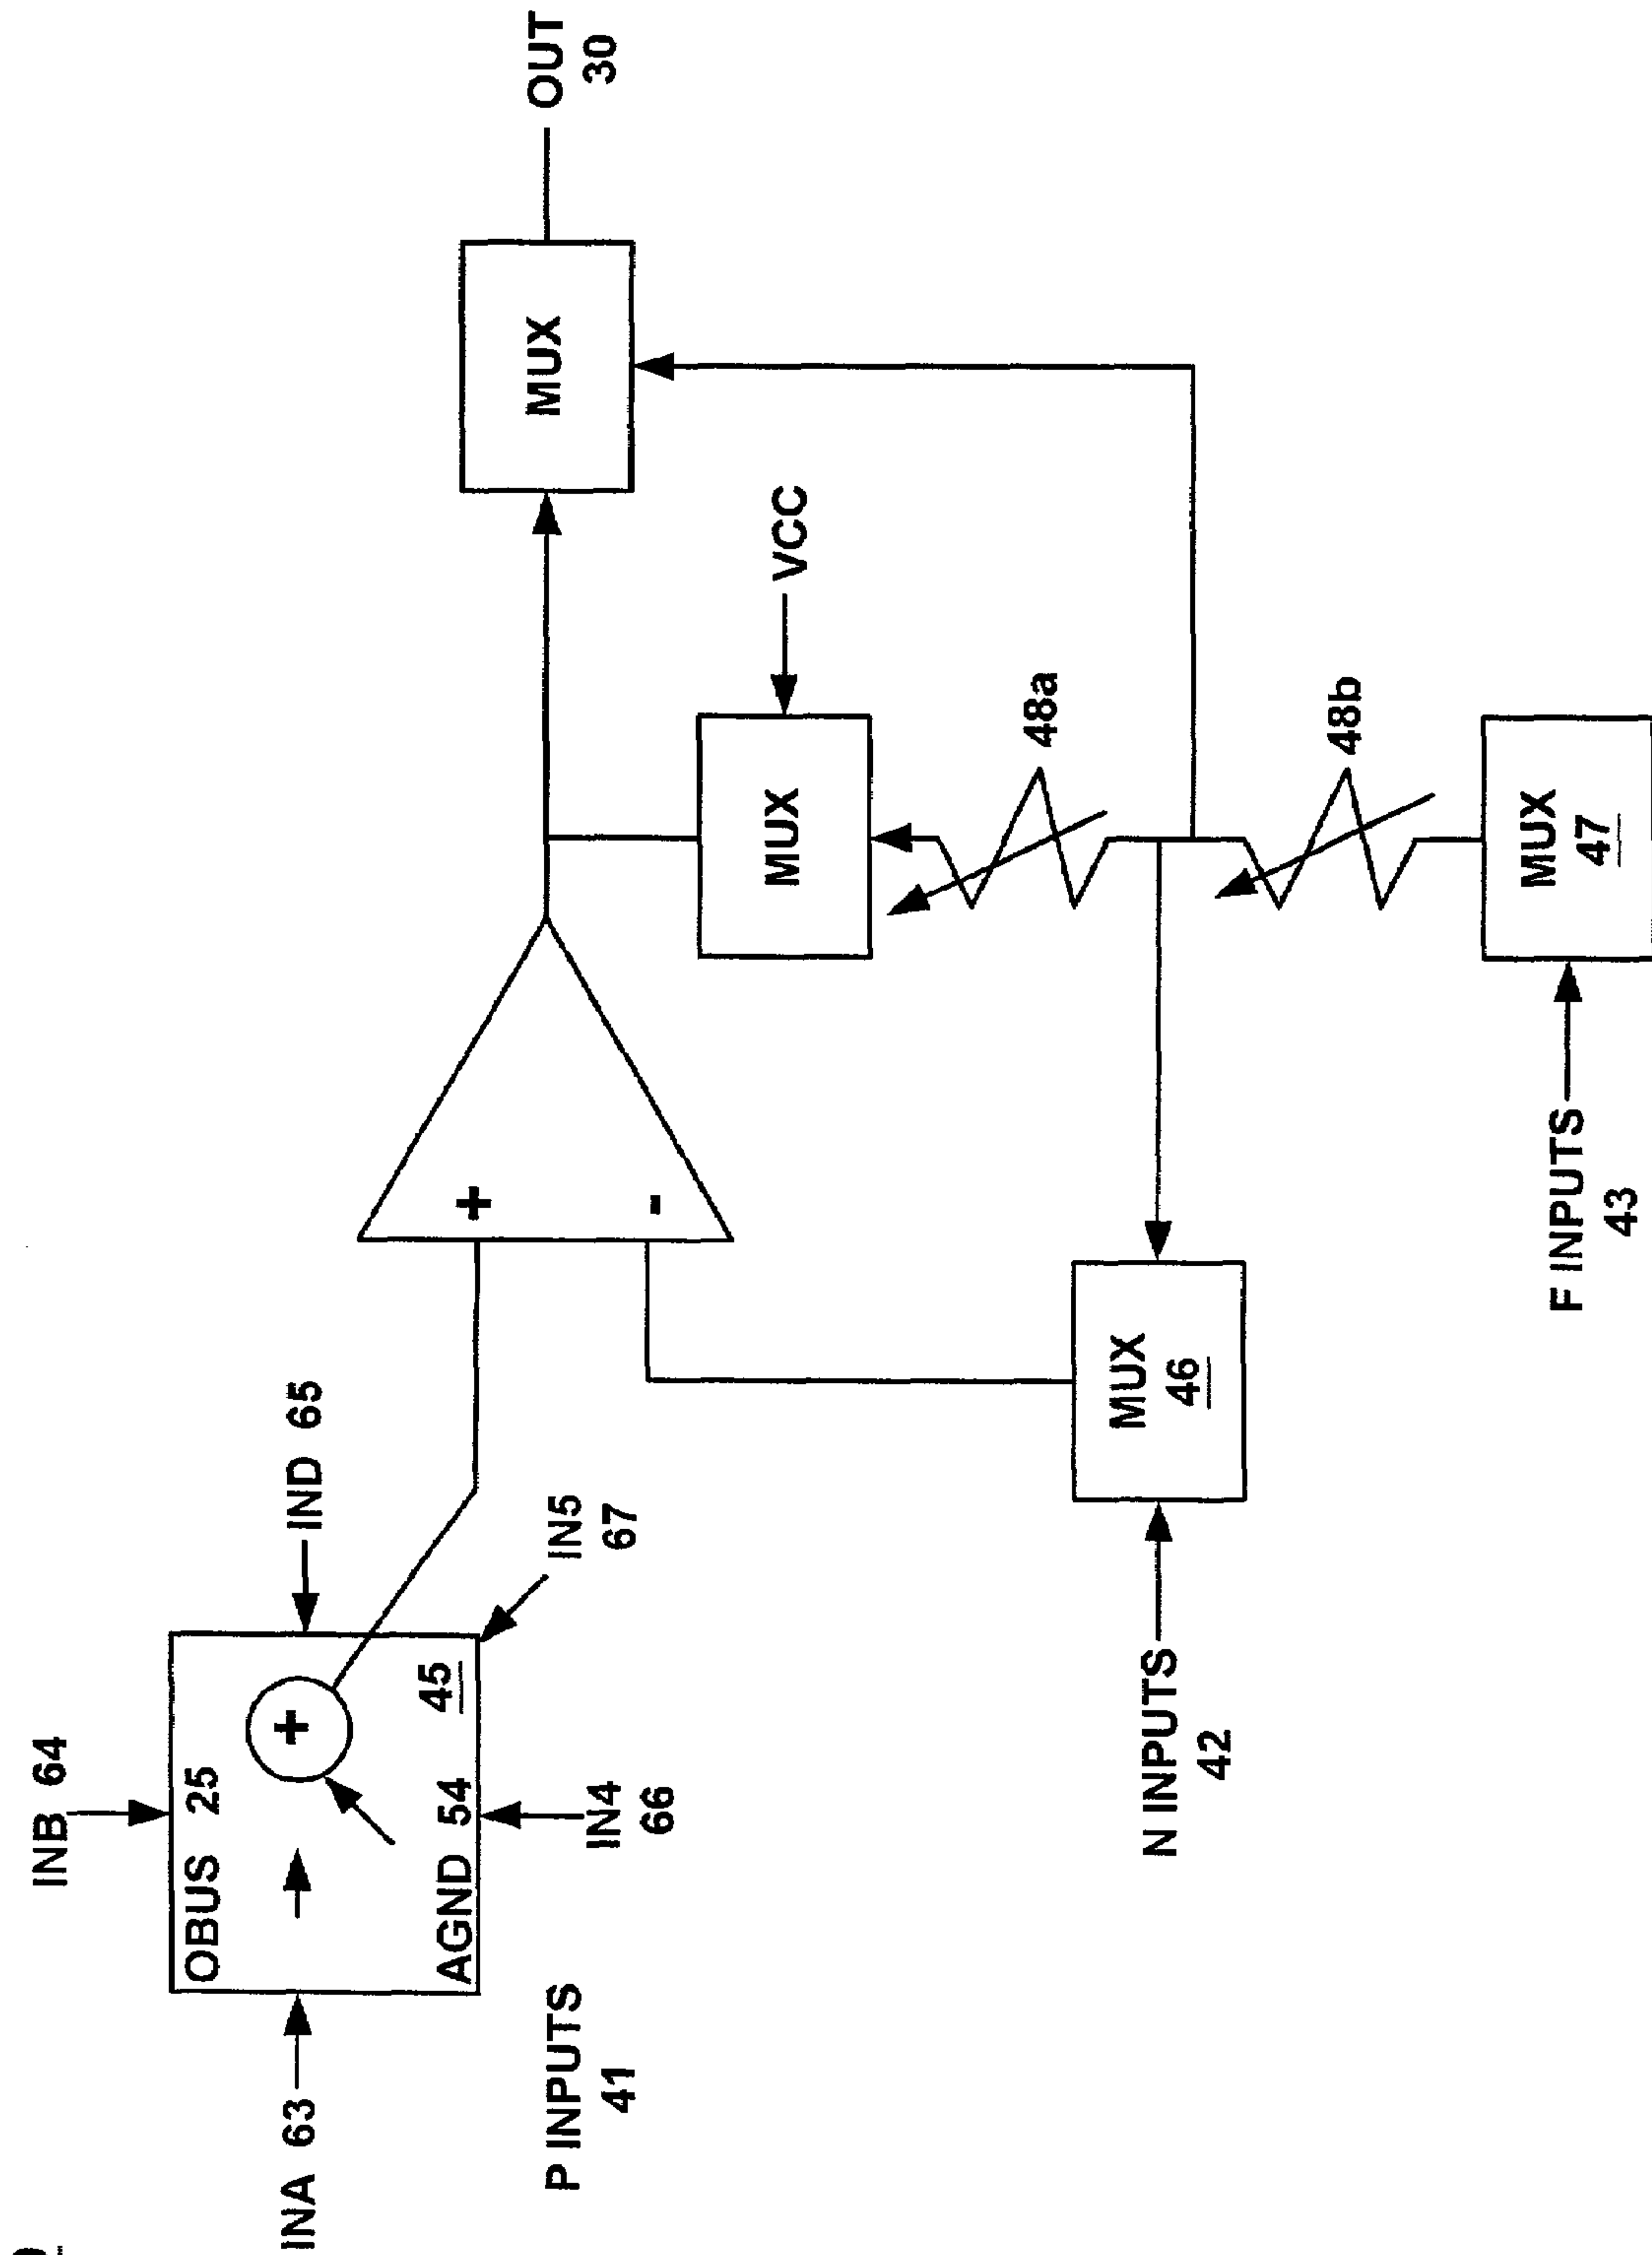 INB 64
OBUS 25
IND 65
INA 63
+
45
AGND 54
IN5
67
IN4
66
P INPUTS
41
+
-
MUX
OUT
30
MUX
VCC
48a
48b
MUX
46
N INPUTS
42
MUX
47
F INPUTS
43